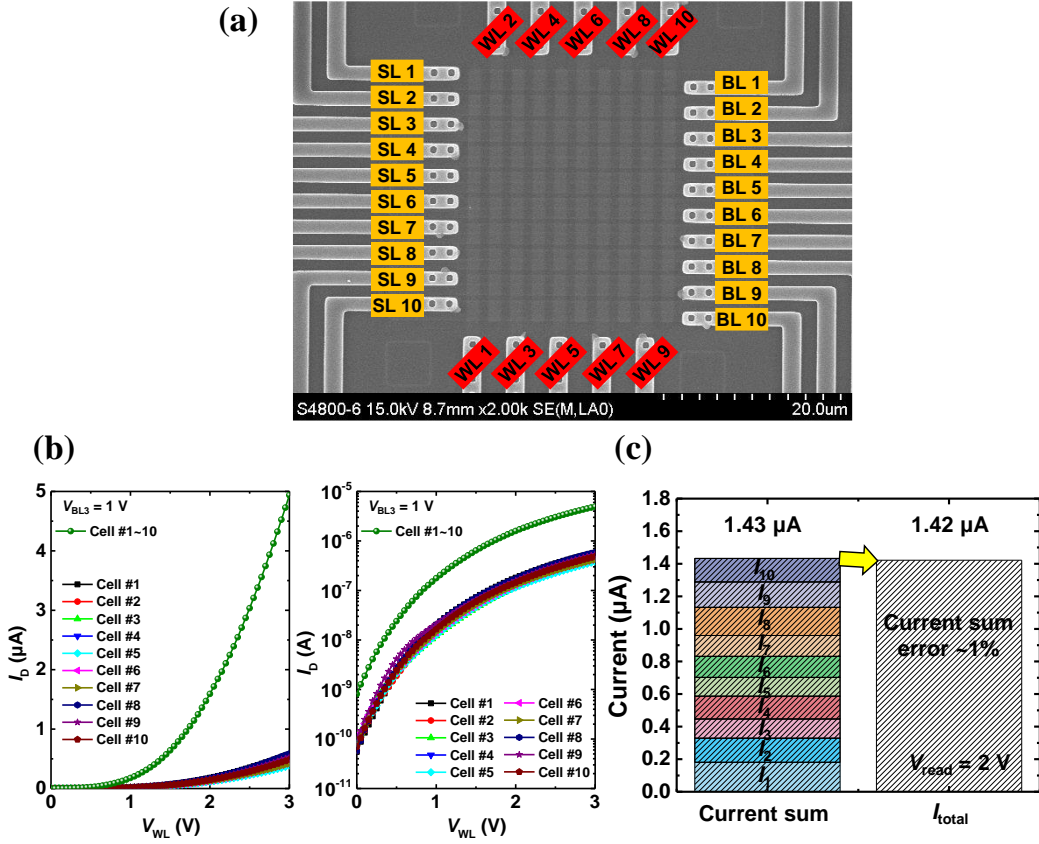 (a)
WL 2
WL 4
WL 6
WL 8
WL 10
SL 1
SL 2
SL 3
SL 4
SL 5
SL 6
SL 7
SL 8
SL 9
SL 10
BL 1
BL 2
BL 3
BL 4
BL 5
BL 6
BL 7
BL 8
BL 9
BL 10
WL 1
WL 3
WL 5
WL 7
WL 9
S4800-6 15.0kV 8.7mm x2.00k SE(M,LA0)
20.0um
(b)
V_BL3 = 1 V
Cell #1~10
Cell #1
Cell #2
Cell #3
Cell #4
Cell #5
Cell #6
Cell #7
Cell #8
Cell #9
Cell #10
5
4
3
2
1
0
I_D (µA)
0
1
2
3
V_WL (V)
V_BL3 = 1 V
Cell #1~10
Cell #1
Cell #2
Cell #3
Cell #4
Cell #5
Cell #6
Cell #7
Cell #8
Cell #9
Cell #10
10⁻⁵
10⁻⁶
10⁻⁷
10⁻⁸
10⁻⁹
10⁻¹⁰
10⁻¹¹
I_D (A)
0
1
2
3
V_WL (V)
(c)
1.8
1.6
1.4
1.2
1.0
0.8
0.6
0.4
0.2
0.0
Current (µA)
1.43 µA
1.42 µA
I₁₀
I₉
I₈
I₇
I₆
I₅
I₄
I₃
I₂
I₁
Current sum
error ~1%
V_read = 2 V
Current sum
I_total